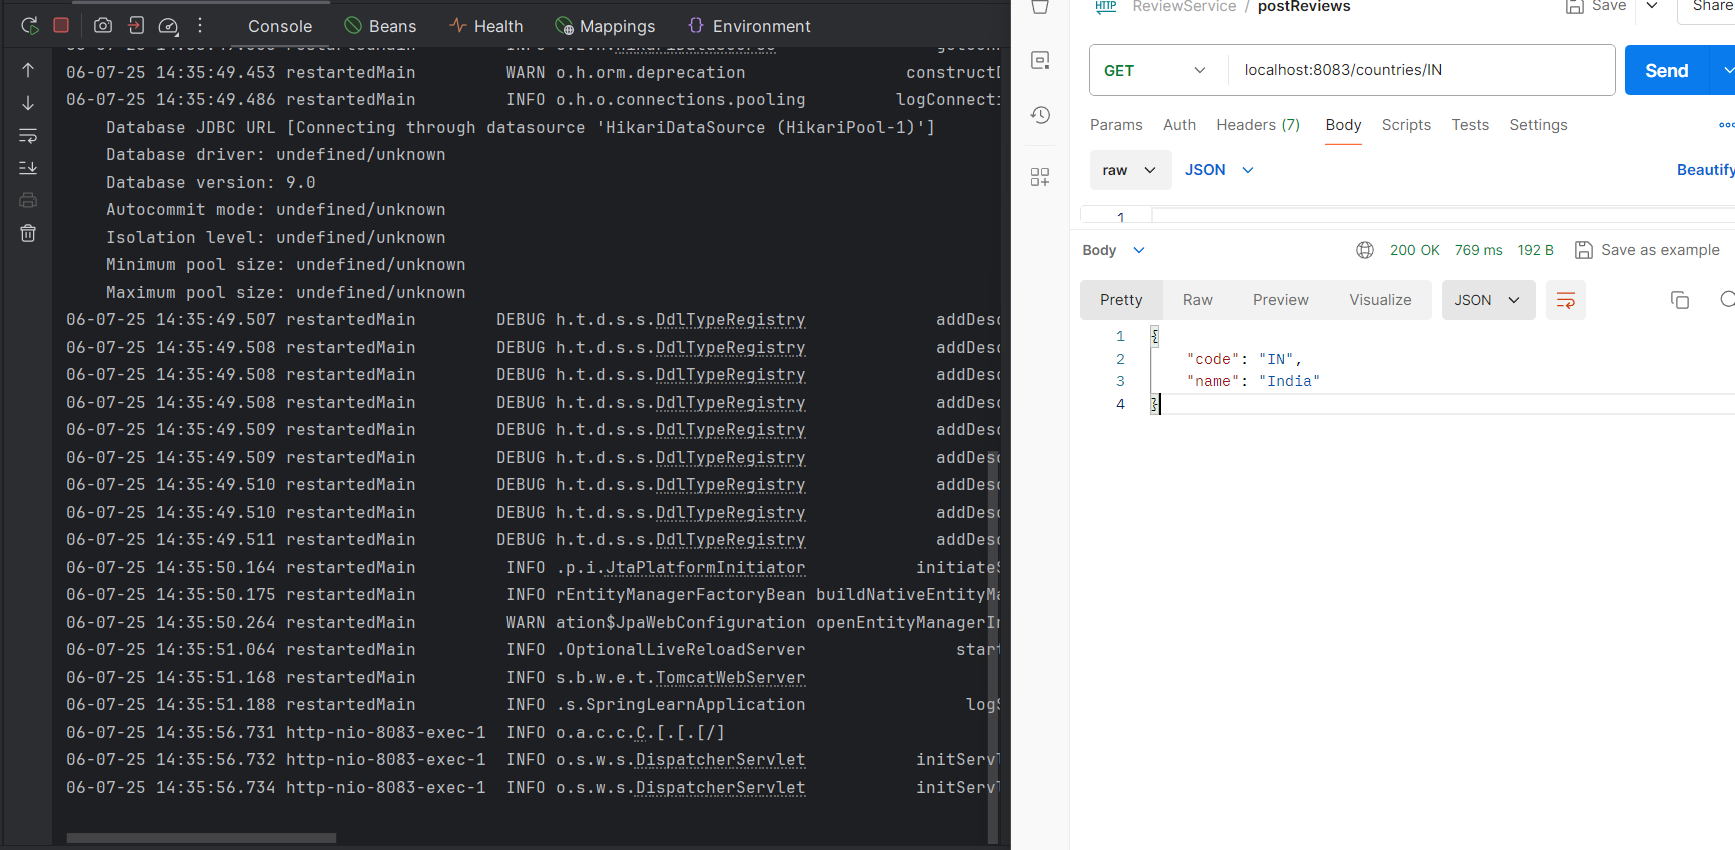 Console Beans Health Mappings Environment
06-07-25 14:35:49.453 restartedMain WARN o.h.orm.deprecation constructD
06-07-25 14:35:49.486 restartedMain INFO o.h.o.connections.pooling logConnecti
Database JDBC URL [Connecting through datasource 'HikariDataSource (HikariPool-1)']
Database driver: undefined/unknown
Database version: 9.0
Autocommit mode: undefined/unknown
Isolation level: undefined/unknown
Minimum pool size: undefined/unknown
Maximum pool size: undefined/unknown
06-07-25 14:35:49.507 restartedMain DEBUG h.t.d.s.s.DdlTypeRegistry addDesc
06-07-25 14:35:49.508 restartedMain DEBUG h.t.d.s.s.DdlTypeRegistry addDesc
06-07-25 14:35:49.508 restartedMain DEBUG h.t.d.s.s.DdlTypeRegistry addDesc
06-07-25 14:35:49.508 restartedMain DEBUG h.t.d.s.s.DdlTypeRegistry addDesc
06-07-25 14:35:49.509 restartedMain DEBUG h.t.d.s.s.DdlTypeRegistry addDesc
06-07-25 14:35:49.509 restartedMain DEBUG h.t.d.s.s.DdlTypeRegistry addDesc
06-07-25 14:35:49.510 restartedMain DEBUG h.t.d.s.s.DdlTypeRegistry addDesc
06-07-25 14:35:49.510 restartedMain DEBUG h.t.d.s.s.DdlTypeRegistry addDesc
06-07-25 14:35:49.511 restartedMain DEBUG h.t.d.s.s.DdlTypeRegistry addDesc
06-07-25 14:35:50.164 restartedMain INFO .p.i.JtaPlatformInitiator initiateS
06-07-25 14:35:50.175 restartedMain INFO rEntityManagerFactoryBean buildNativeEntityMa
06-07-25 14:35:50.264 restartedMain WARN ation$JpaWebConfiguration openEntityManagerIn
06-07-25 14:35:51.064 restartedMain INFO .OptionalLiveReloadServer start
06-07-25 14:35:51.168 restartedMain INFO s.b.w.e.t.TomcatWebServer
06-07-25 14:35:51.188 restartedMain INFO .s.SpringLearnApplication logS
06-07-25 14:35:56.731 http-nio-8083-exec-1 INFO o.a.c.c.C.[.[.[/]
06-07-25 14:35:56.732 http-nio-8083-exec-1 INFO o.s.w.s.DispatcherServlet initServl
06-07-25 14:35:56.734 http-nio-8083-exec-1 INFO o.s.w.s.DispatcherServlet initServl
HTTP ReviewService / postReviews Save Share
GET localhost:8083/countries/IN Send
Params Auth Headers (7) Body Scripts Tests Settings
raw JSON Beautify
1
Body 200 OK 769 ms 192 B Save as example
Pretty Raw Preview Visualize JSON
1 {
2 "code": "IN",
3 "name": "India"
4 }